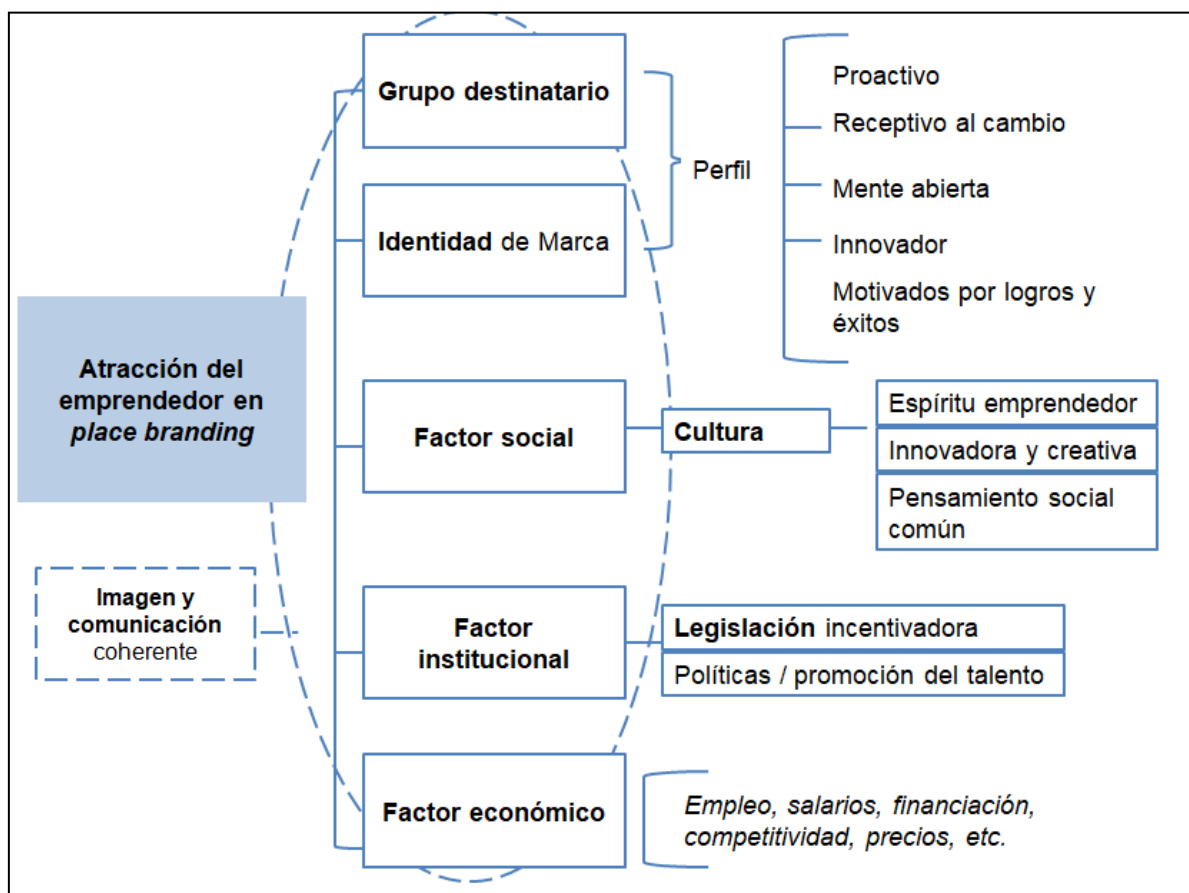 Grupo destinatario
Identidad de Marca
Perfil
Proactivo
Receptivo al cambio
Mente abierta
Innovador
Motivados por logros y
éxitos
Atracción del
emprendedor en
place branding
Factor social
Cultura
Espíritu emprendedor
Innovadora y creativa
Pensamiento social
común
Imagen y
comunicación
coherente
Factor
institucional
Legislación incentivadora
Políticas / promoción del talento
Factor económico
Empleo, salarios, financiación,
competitividad, precios, etc.